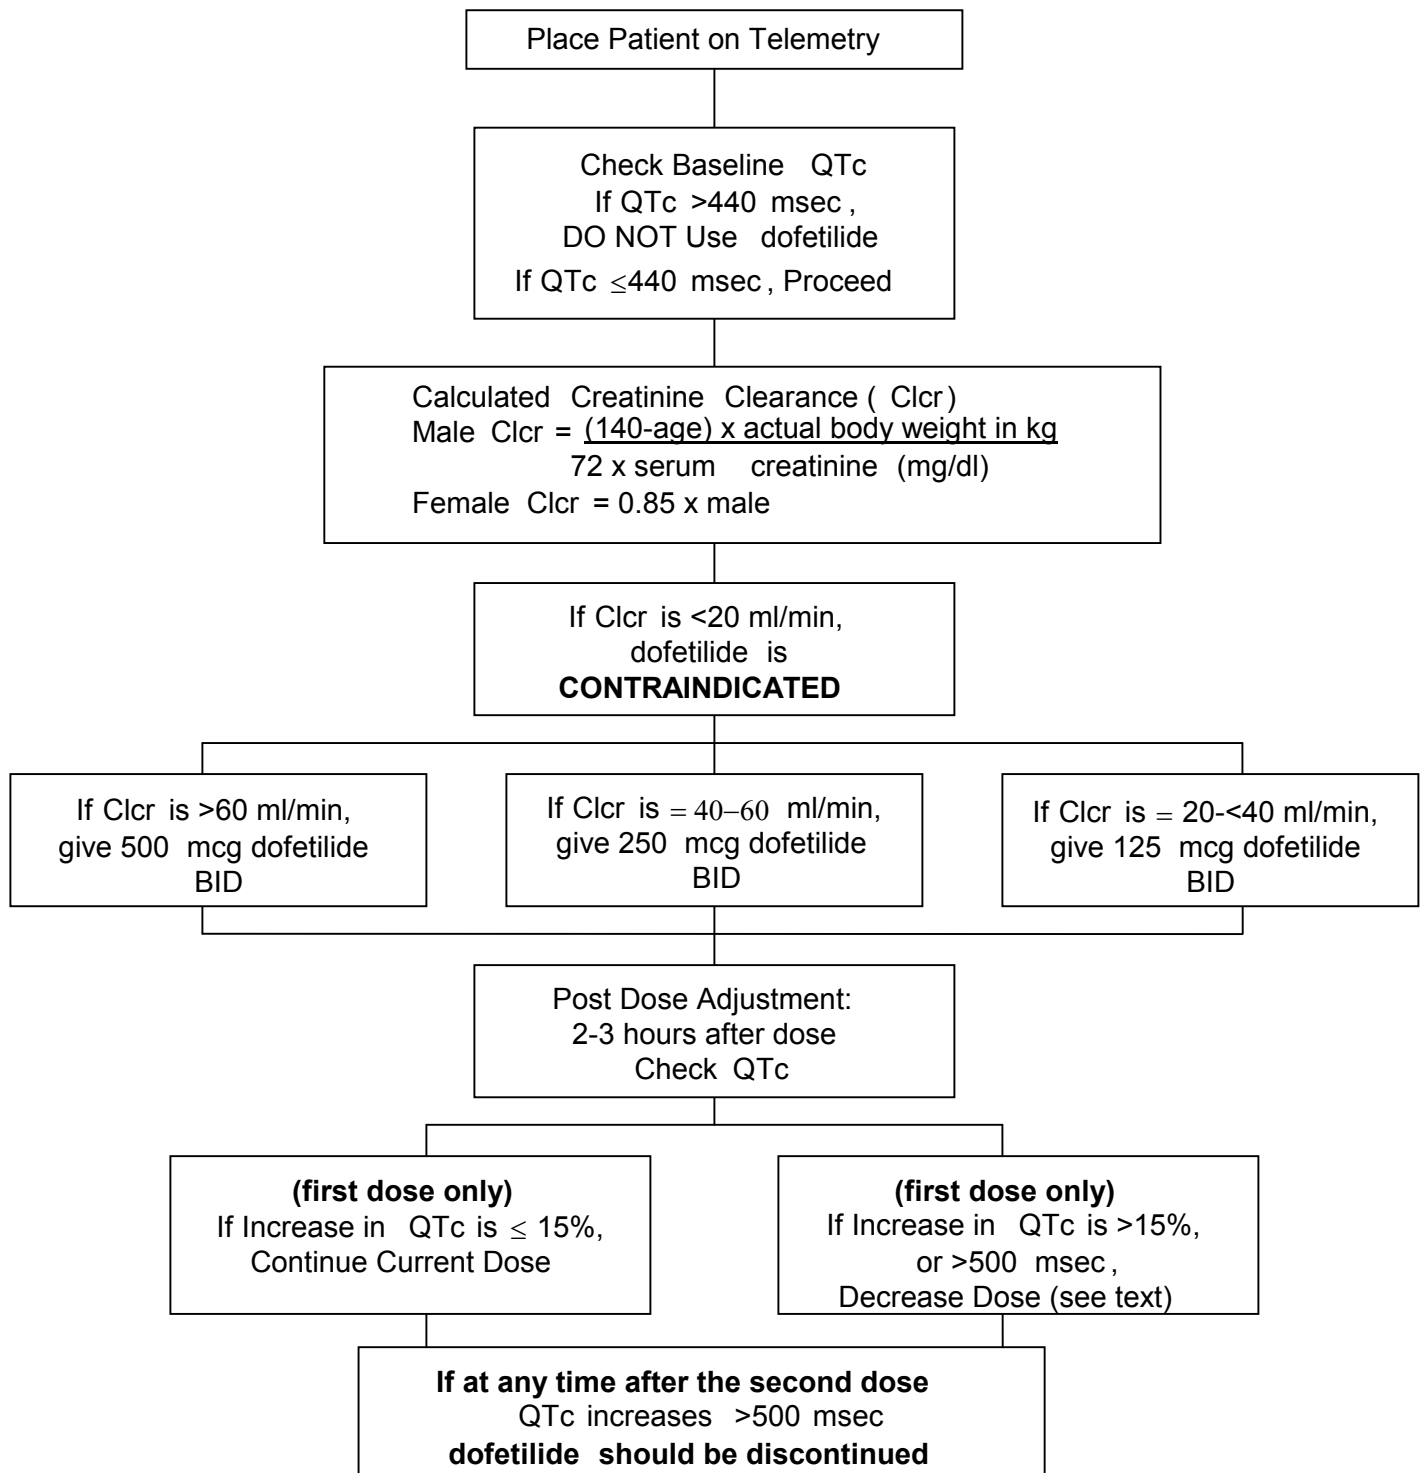 Place Patient on Telemetry
Check Baseline QTc
If QTc >440 msec,
DO NOT Use dofetilide
If QTc ≤440 msec, Proceed
Calculated Creatinine Clearance ( Clcr)
Male Clcr = (140-age) x actual body weight in kg
72 x serum creatinine (mg/dl)
Female Clcr = 0.85 x male
If Clcr is <20 ml/min,
dofetilide is
CONTRAINDICATED
If Clcr is >60 ml/min,
give 500 mcg dofetilide
BID
If Clcr is = 40–60 ml/min,
give 250 mcg dofetilide
BID
If Clcr is = 20-<40 ml/min,
give 125 mcg dofetilide
BID
Post Dose Adjustment:
2-3 hours after dose
Check QTc
(first dose only)
If Increase in QTc is ≤ 15%,
Continue Current Dose
(first dose only)
If Increase in QTc is >15%,
or >500 msec,
Decrease Dose (see text)
If at any time after the second dose
QTc increases >500 msec
dofetilide should be discontinued